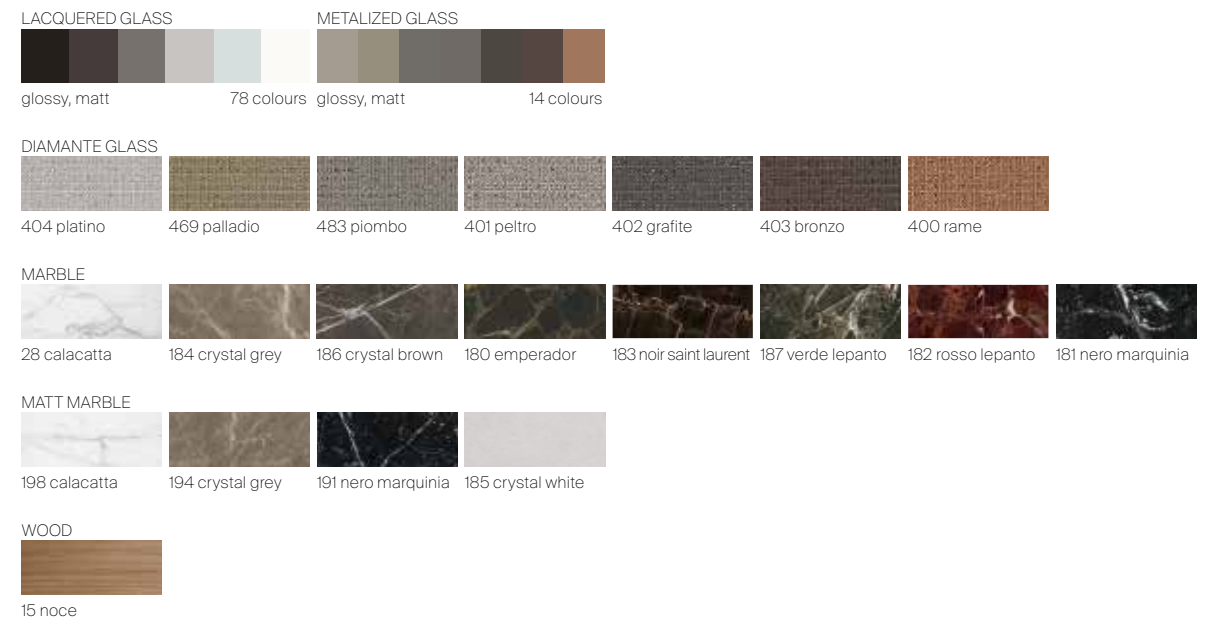 LACQUERED GLASS METALIZED GLASS
glossy, matt 78 colours glossy, matt 14 colours
DIAMANTE GLASS
404 platino 469 palladio 483 piombo 401 peltro 402 grafite 403 bronzo 400 rame
MARBLE
28 calacatta 184 crystal grey 186 crystal brown 180 emperador 183 noir saint laurent 187 verde lepanto 182 rosso lepanto 181 nero marquinia
MATT MARBLE
198 calacatta 194 crystal grey 191 nero marquinia 185 crystal white
WOOD
15 noce